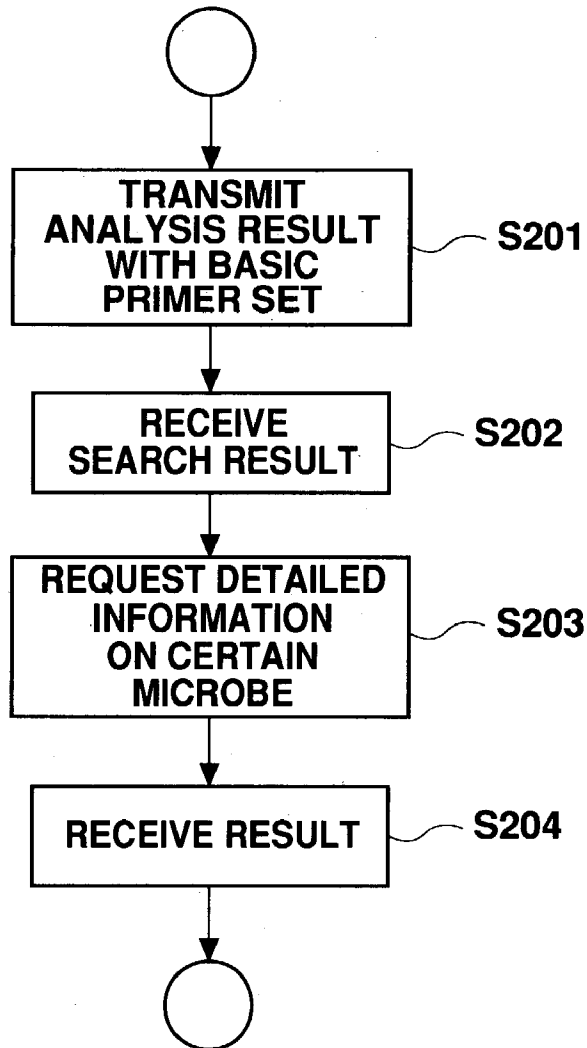 TRANSMIT
ANALYSIS RESULT
WITH BASIC
PRIMER SET
S201
RECEIVE
SEARCH RESULT
S202
REQUEST DETAILED
INFORMATION
ON CERTAIN
MICROBE
S203
RECEIVE RESULT
S204